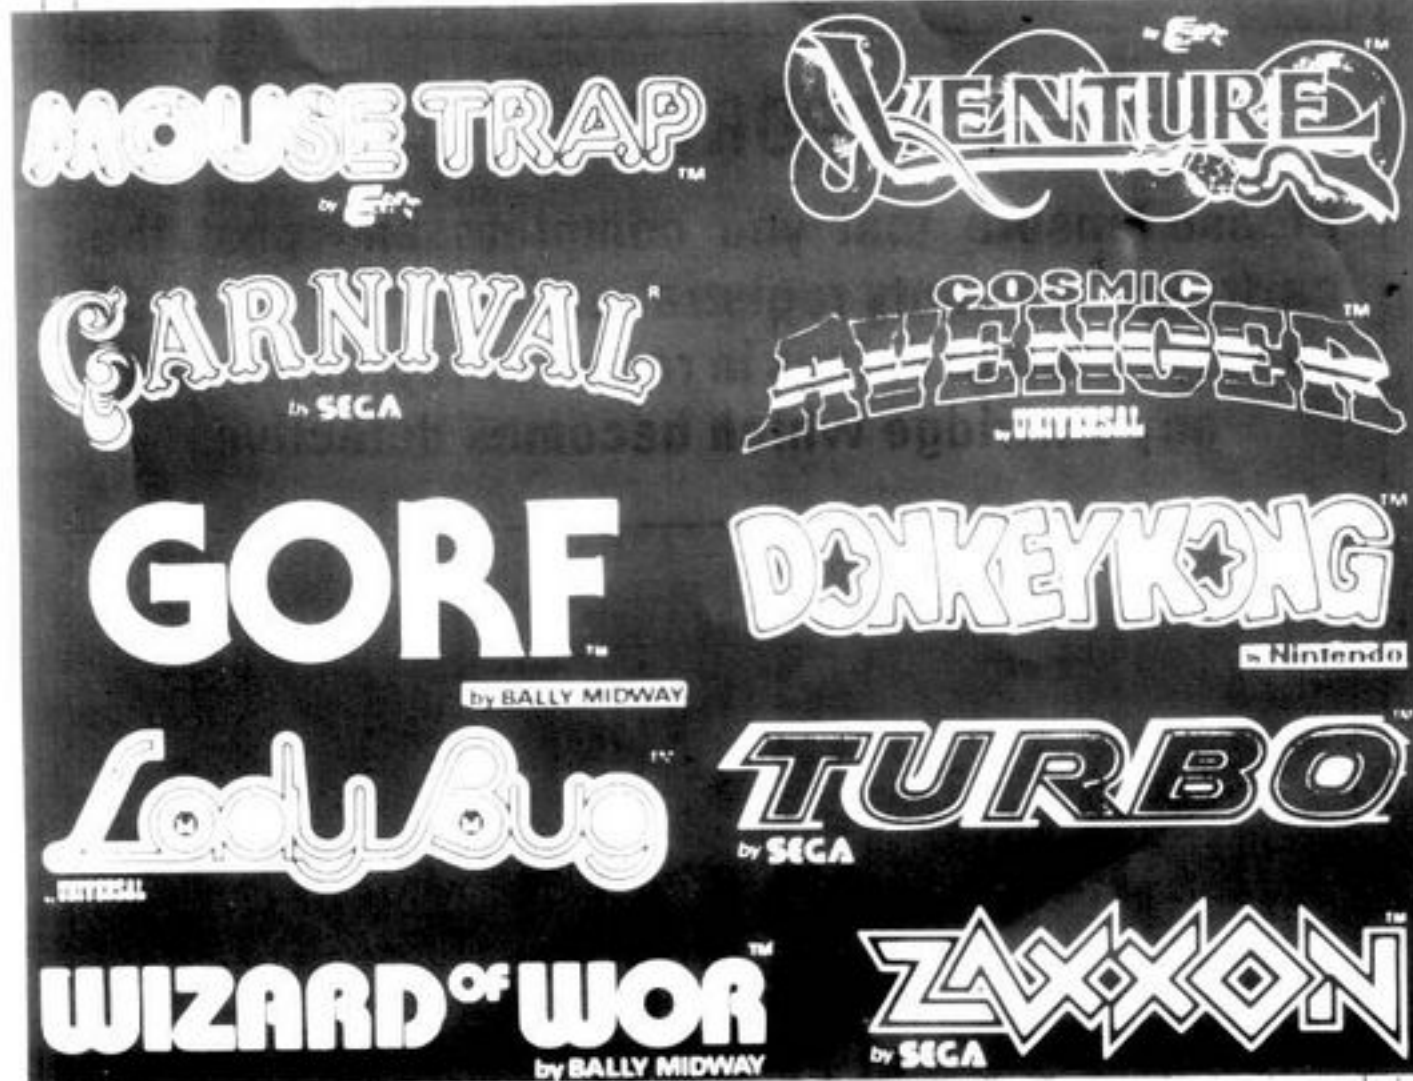 MOUSE TRAP TM
by
VENTURE TM
by
CARNIVAL R
by SEGA
COSMIC
AVENGER TM
by UNIVERSAL
GORF TM
by BALLY MIDWAY
DONKEY KONG TM
by Nintendo
Lady Bug TM
by UNIVERSAL
TURBO TM
by SEGA
WIZARD OF WOR TM
by BALLY MIDWAY
ZAXXON TM
by SEGA